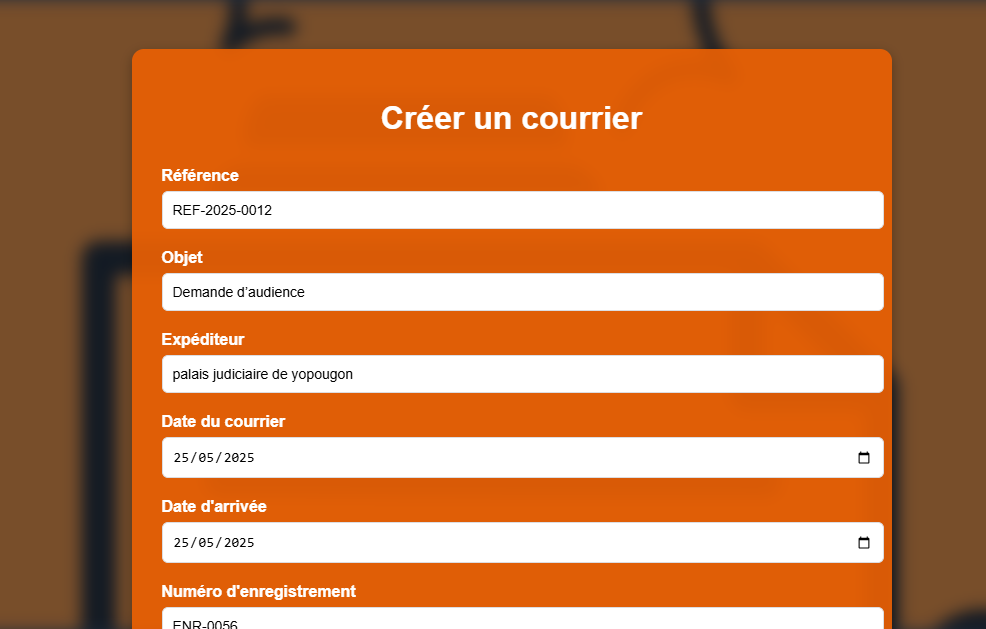 Créer un courrier
Référence
REF-2025-0012
Objet
Demande d’audience
Expéditeur
palais judiciaire de yopougon
Date du courrier
25/05/2025
Date d'arrivée
25/05/2025
Numéro d'enregistrement
ENR-0056